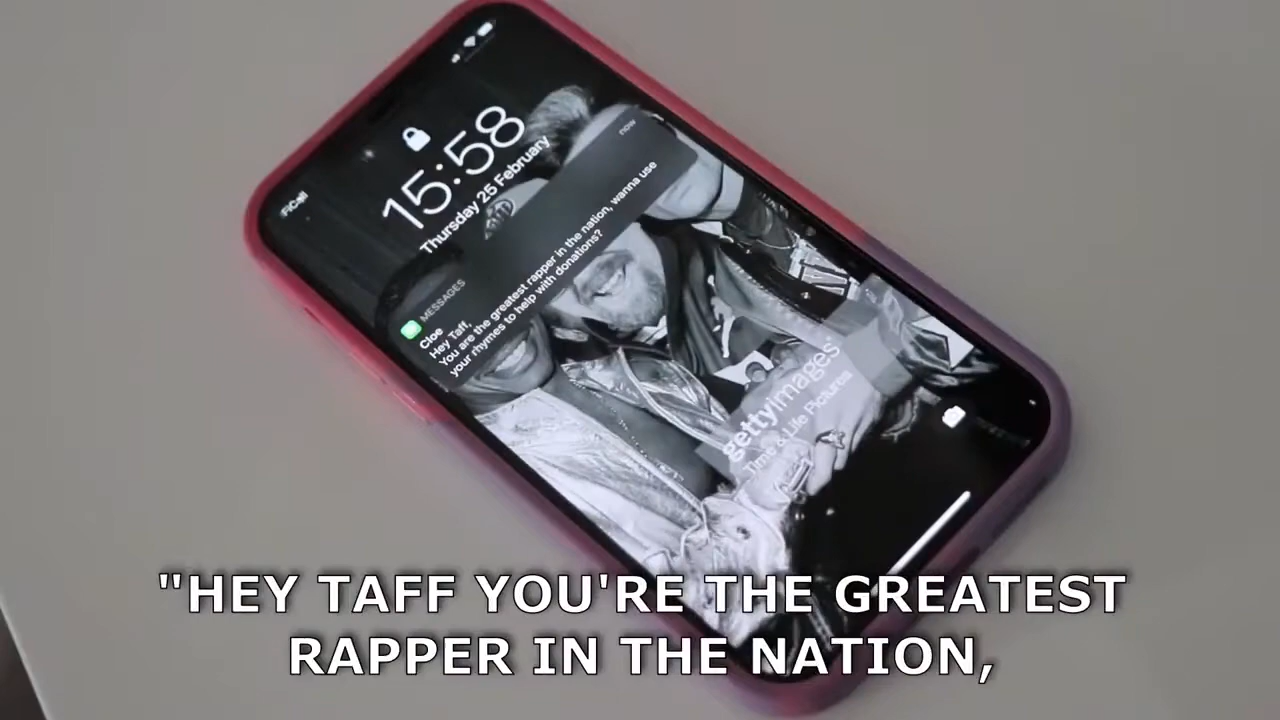 FiCell
15:58
Thursday 25 February
MESSAGES
now
Cloe
Hey Taff,
You are the greatest rapper in the nation, wanna use
your rhymes to help with donations?
gettyimages
Time & Life Pictures
"HEY TAFF YOU'RE THE GREATEST
RAPPER IN THE NATION,